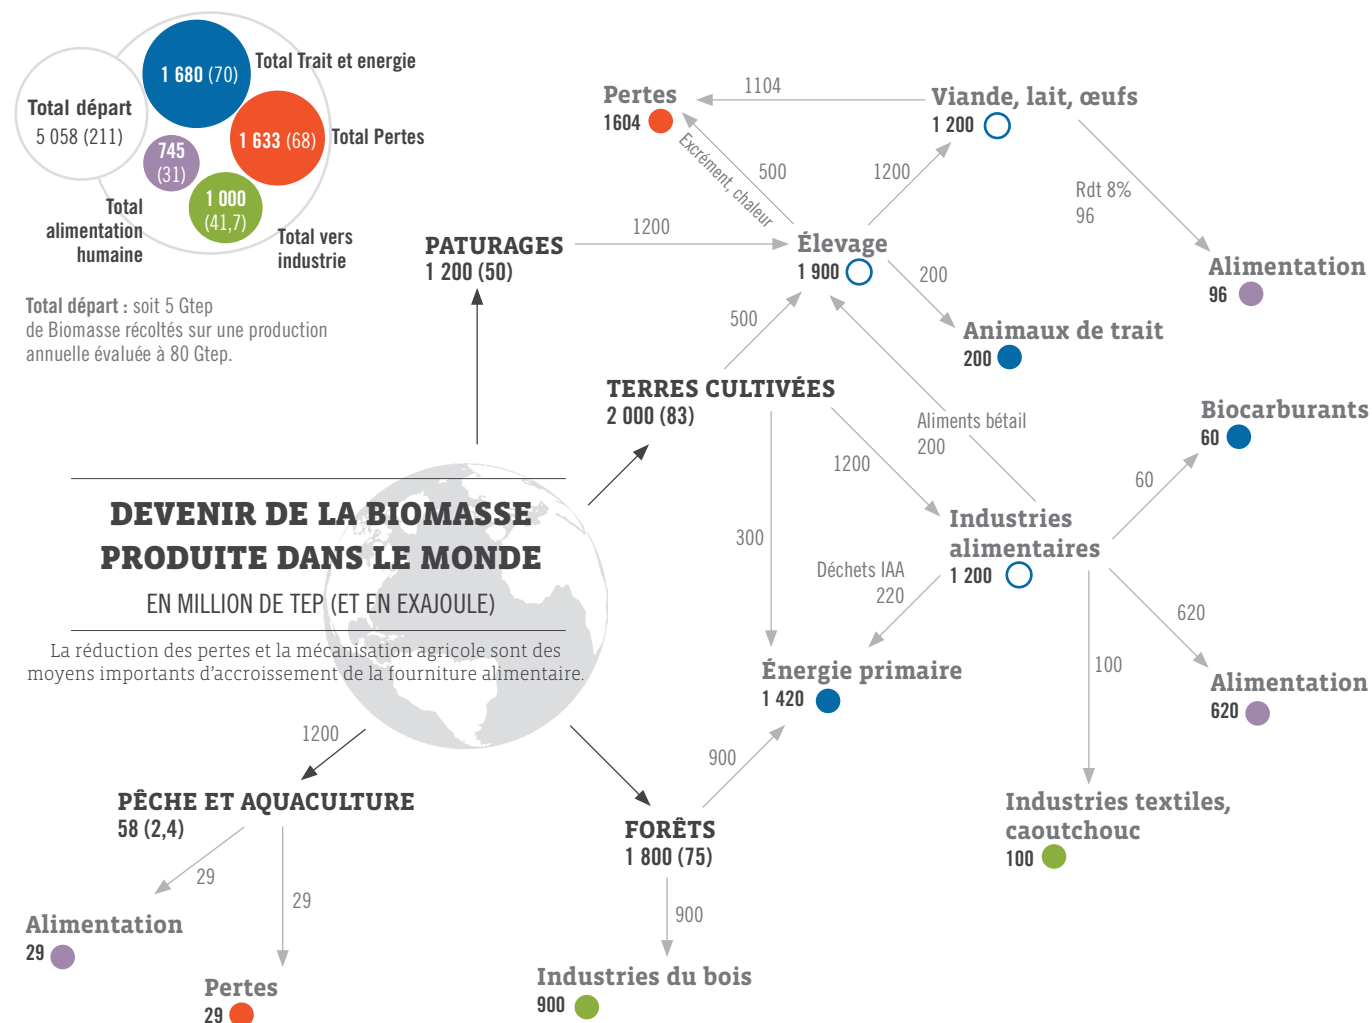 1 680 (70)
Total Trait et energie
Total départ
5 058 (211)
1 633 (68)
Total Pertes
745
(31)
1 000
(41,7)
Total
alimentation
humaine
Total vers
industrie
Total départ : soit 5 Gtep
de Biomasse récoltés sur une production
annuelle évaluée à 80 Gtep.
Pertes
1604
1104
Viande, lait, œufs
1 200
Excrément, chaleur
500
1200
Rdt 8%
96
PATURAGES
1 200 (50)
1200
Élevage
1 900
Alimentation
96
200
500
Animaux de trait
200
TERRES CULTIVÉES
2 000 (83)
Aliments bétail
200
Biocarburants
60
1200
60
300
Industries
alimentaires
1 200
Déchets IAA
220
620
100
DEVENIR DE LA BIOMASSE
PRODUITE DANS LE MONDE
EN MILLION DE TEP (ET EN EXAJOULE)
La réduction des pertes et la mécanisation agricole sont des
moyens importants d’accroissement de la fourniture alimentaire.
Énergie primaire
1 420
Alimentation
620
1200
900
PÊCHE ET AQUACULTURE
58 (2,4)
FORÊTS
1 800 (75)
Industries textiles,
caoutchouc
100
29
29
900
Alimentation
29
Pertes
29
Industries du bois
900